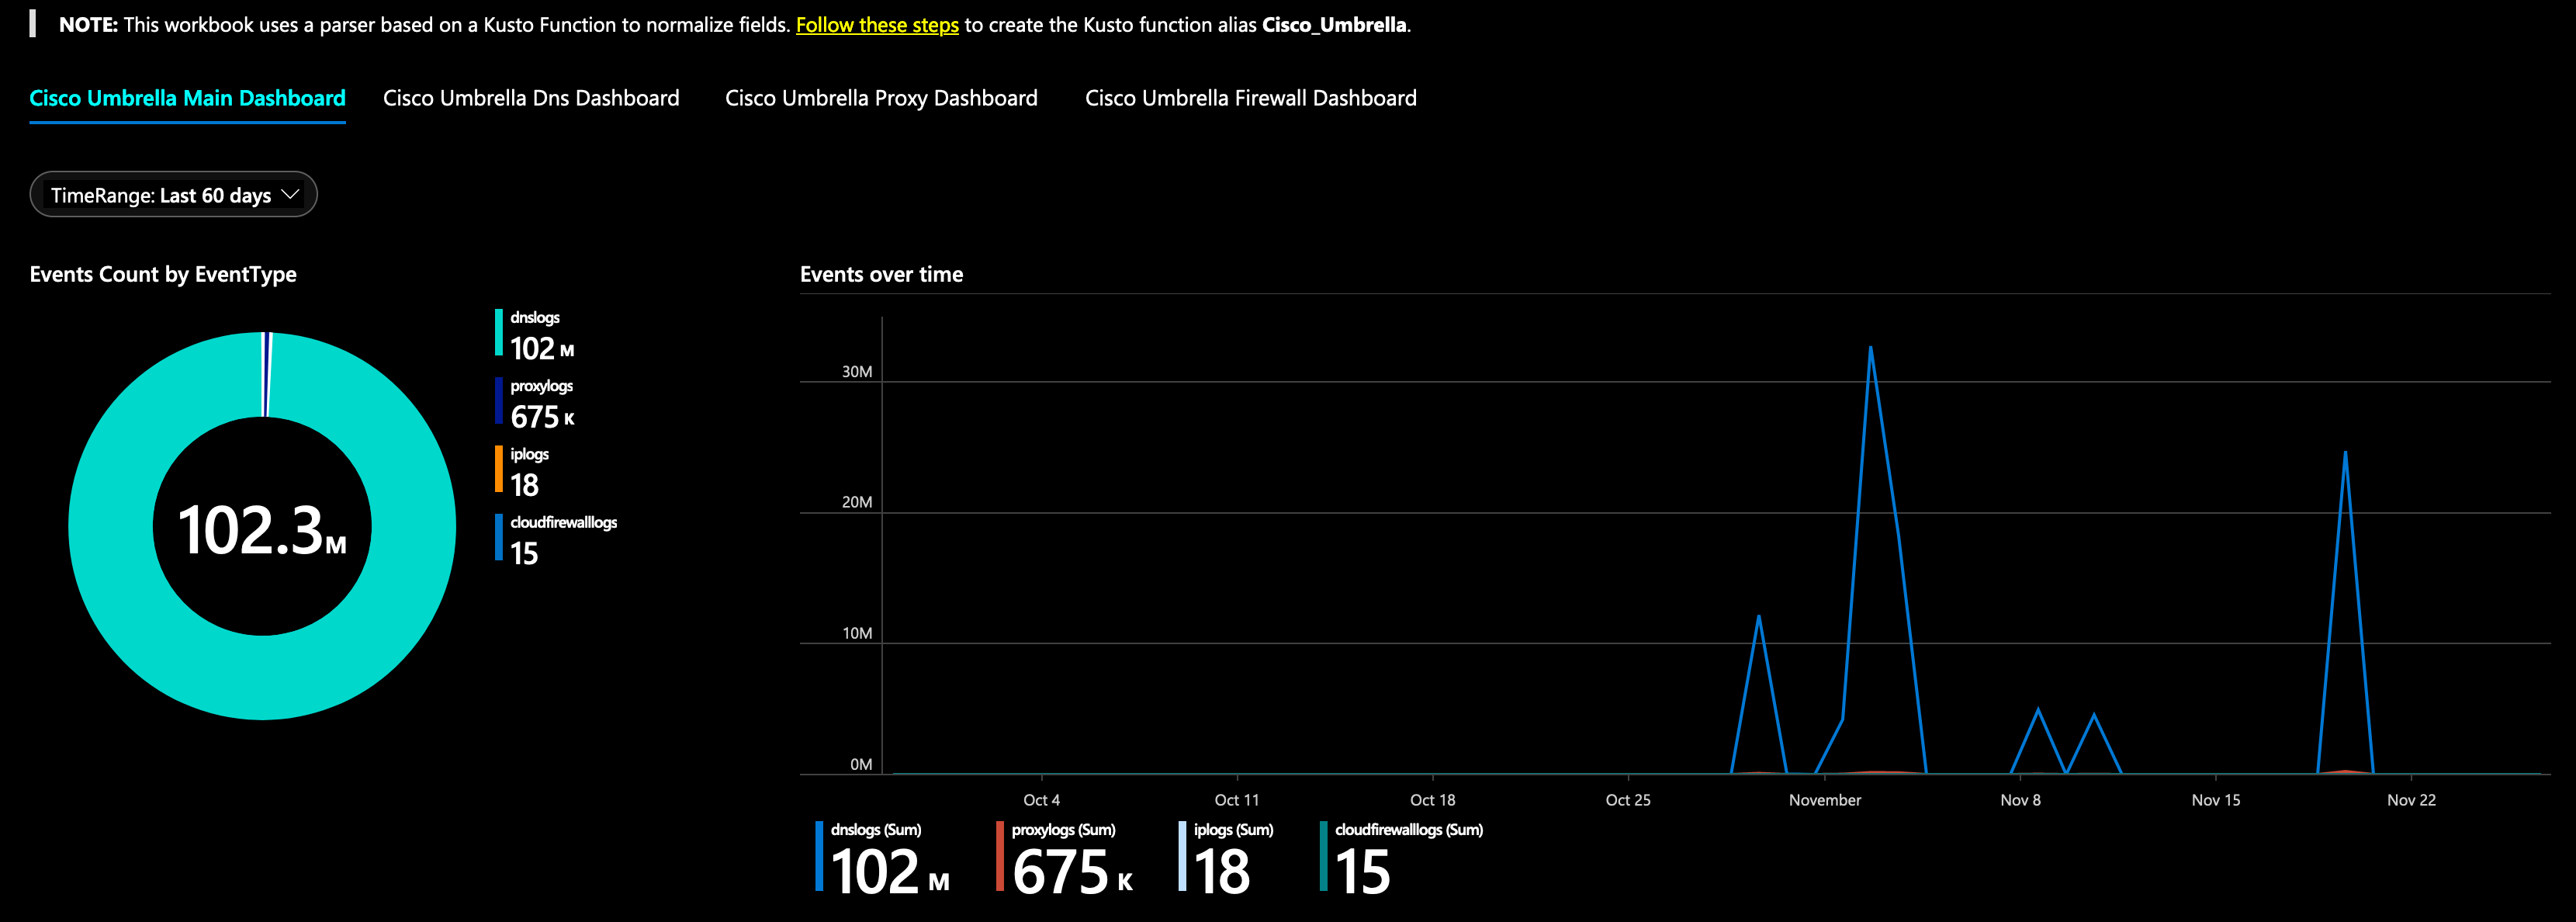 NOTE: This workbook uses a parser based on a Kusto Function to normalize fields. Follow these steps to create the Kusto function alias Cisco_Umbrella.
Cisco Umbrella Main Dashboard Cisco Umbrella Dns Dashboard Cisco Umbrella Proxy Dashboard Cisco Umbrella Firewall Dashboard
TimeRange: Last 60 days
Events Count by EventType
dnslogs
102 M
proxylogs
675 K
iplogs
18
cloudfirewalllogs
15
102.3M
Events over time
30M
20M
10M
0M
Oct 4 Oct 11 Oct 18 Oct 25 November Nov 8 Nov 15 Nov 22
dnslogs (Sum) proxylogs (Sum) iplogs (Sum) cloudfirewalllogs (Sum)
102 M 675 K 18 15